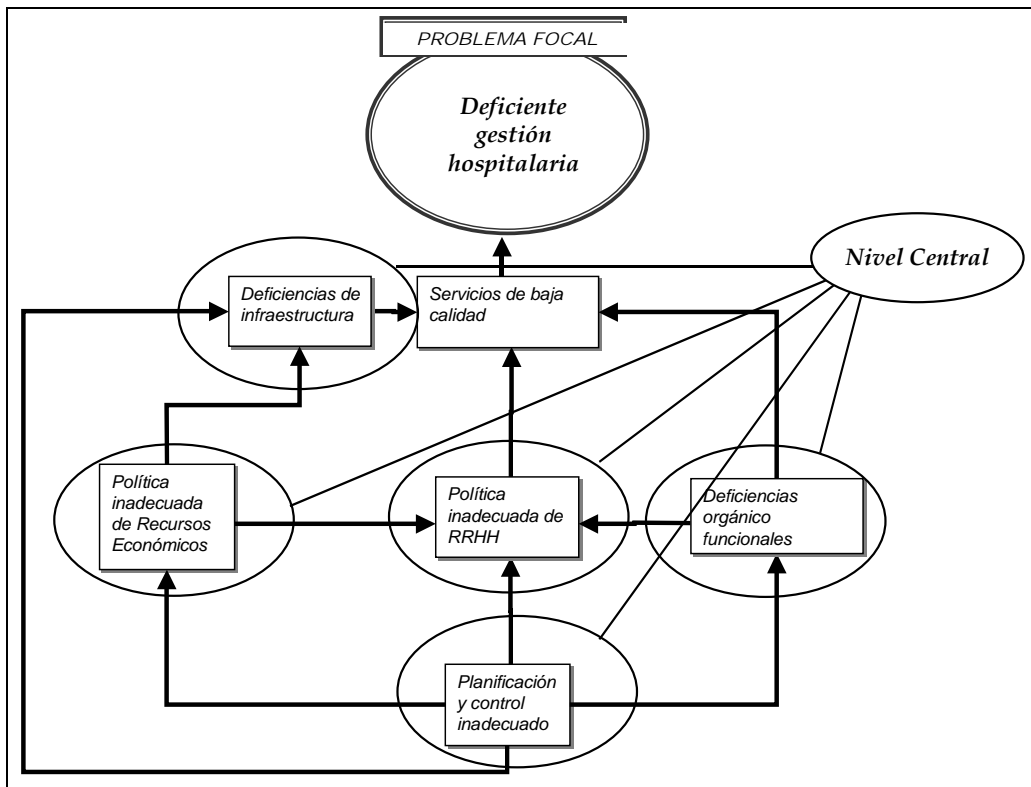 PROBLEMA FOCAL
Deficiente
gestión
hospitalaria
Nivel Central
Deficiencias de
infraestructura
Servicios de baja
calidad
Política
inadecuada
de Recursos
Económicos
Política
inadecuada de
RRHH
Deficiencias
orgánico
funcionales
Planificación
y control
inadecuado